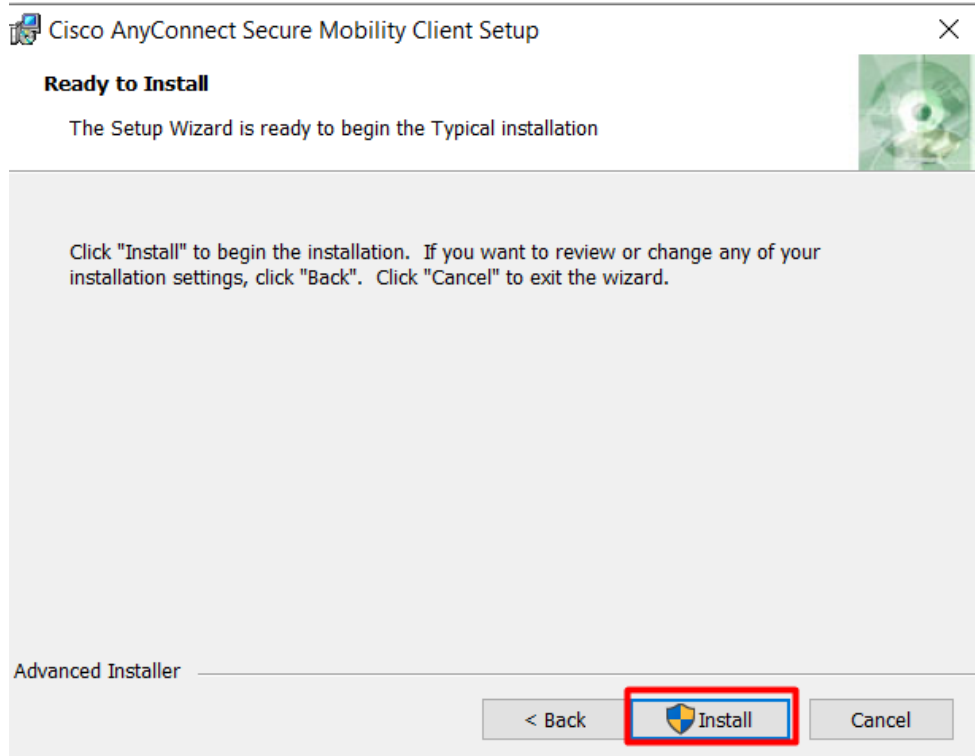 Cisco AnyConnect Secure Mobility Client Setup
Ready to Install
The Setup Wizard is ready to begin the Typical installation
Click "Install" to begin the installation.  If you want to review or change any of your
installation settings, click "Back".  Click "Cancel" to exit the wizard.
Advanced Installer
< Back Install Cancel